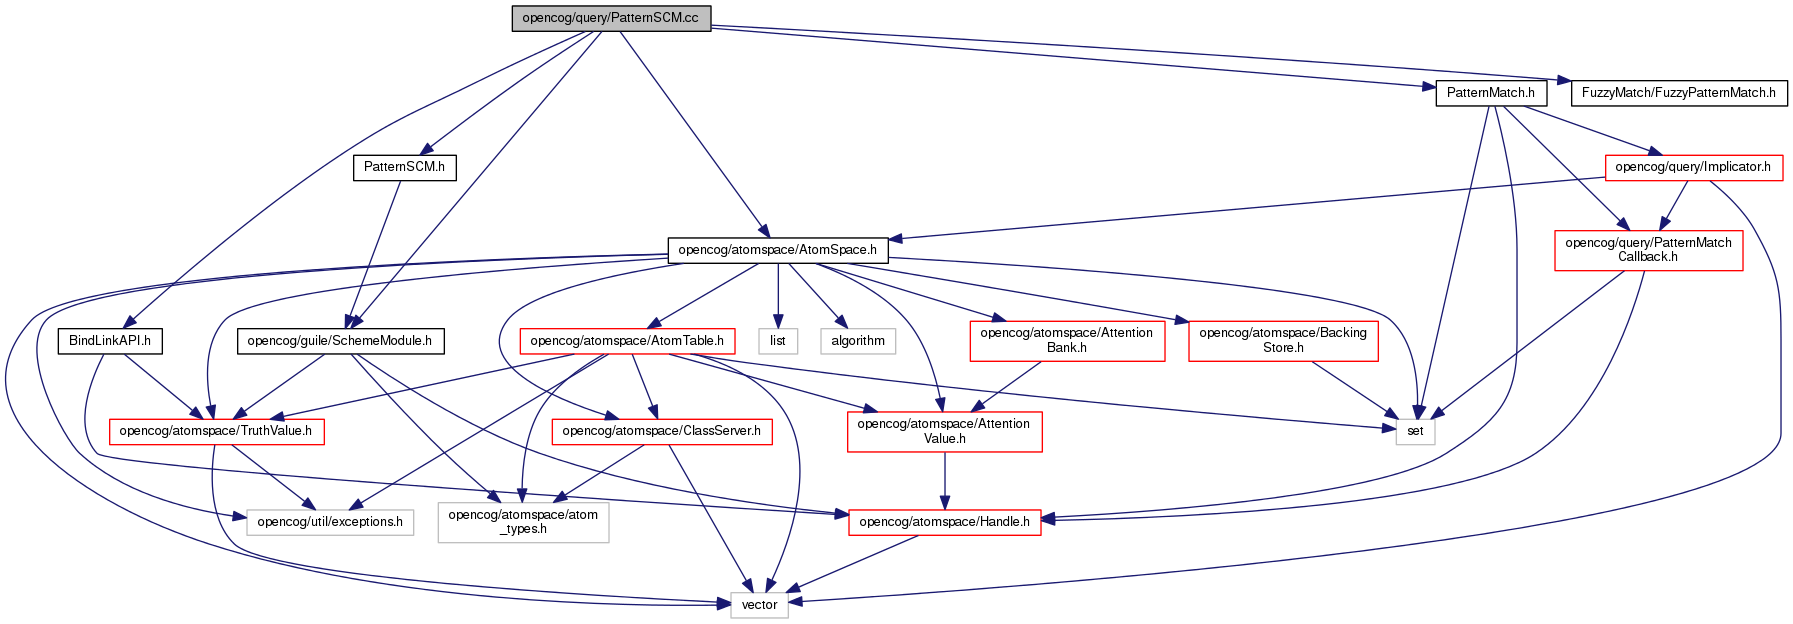 opencog/query/PatternSCM.cc
PatternMatch.h
FuzzyMatch/FuzzyPatternMatch.h
PatternSCM.h
opencog/query/Implicator.h
opencog/atomspace/AtomSpace.h
opencog/query/PatternMatch
Callback.h
BindLinkAPI.h
opencog/guile/SchemeModule.h
opencog/atomspace/AtomTable.h
list
algorithm
opencog/atomspace/Attention
Bank.h
opencog/atomspace/Backing
Store.h
opencog/atomspace/TruthValue.h
opencog/atomspace/ClassServer.h
opencog/atomspace/Attention
Value.h
set
opencog/util/exceptions.h
opencog/atomspace/atom
_types.h
opencog/atomspace/Handle.h
vector